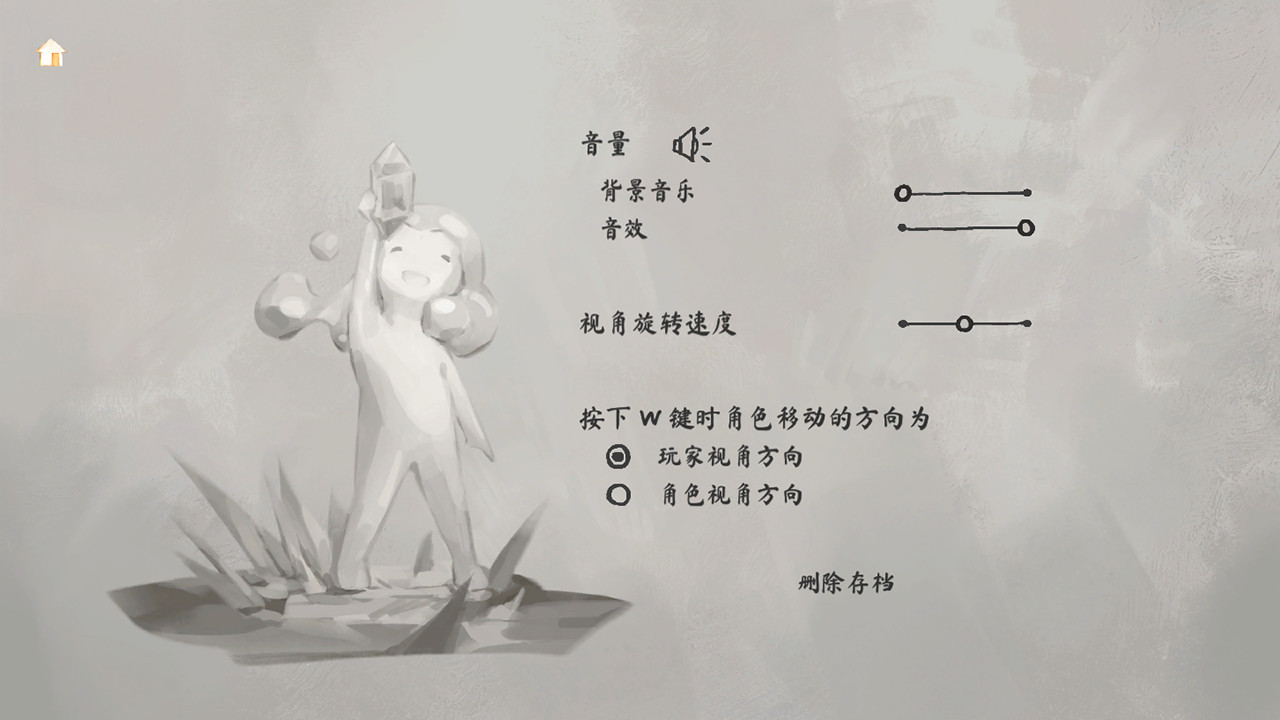 音量
背景音乐
音效
视角旋转速度
按下 W 键时角色移动的方向为
玩家视角方向
角色视角方向
删除存档